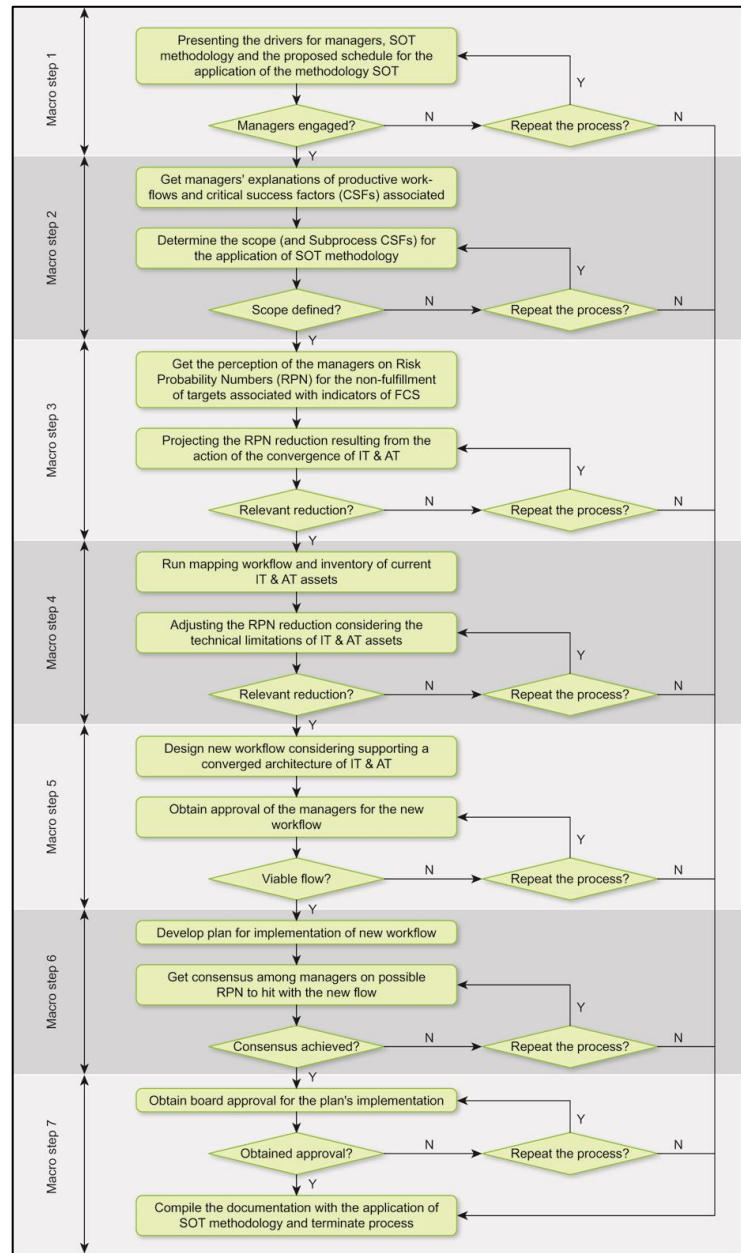 Macro step 1
Presenting the drivers for managers, SOT
methodology and the proposed schedule for the
application of the methodology SOT
Y
Managers engaged?
N
Repeat the process?
N
Y
Macro step 2
Get managers' explanations of productive work-
flows and critical success factors (CSFs) associated
Determine the scope (and Subprocess CSFs) for
the application of SOT methodology
Y
Scope defined?
N
Repeat the process?
N
Y
Macro step 3
Get the perception of the managers on Risk
Probability Numbers (RPN) for the non-fulfillment
of targets associated with indicators of FCS
Projecting the RPN reduction resulting from the
action of the convergence of IT & AT
Y
Relevant reduction?
N
Repeat the process?
N
Y
Macro step 4
Run mapping workflow and inventory of current
IT & AT assets
Adjusting the RPN reduction considering the
technical limitations of IT & AT assets
Y
Relevant reduction?
N
Repeat the process?
N
Y
Macro step 5
Design new workflow considering supporting a
converged architecture of IT & AT
Obtain approval of the managers for the new
workflow
Y
Viable flow?
N
Repeat the process?
N
Y
Macro step 6
Develop plan for implementation of new workflow
Get consensus among managers on possible
RPN to hit with the new flow
Y
Consensus achieved?
N
Repeat the process?
N
Y
Macro step 7
Obtain board approval for the plan's implementation
Y
Obtained approval?
N
Repeat the process?
N
Y
Compile the documentation with the application of
SOT methodology and terminate process